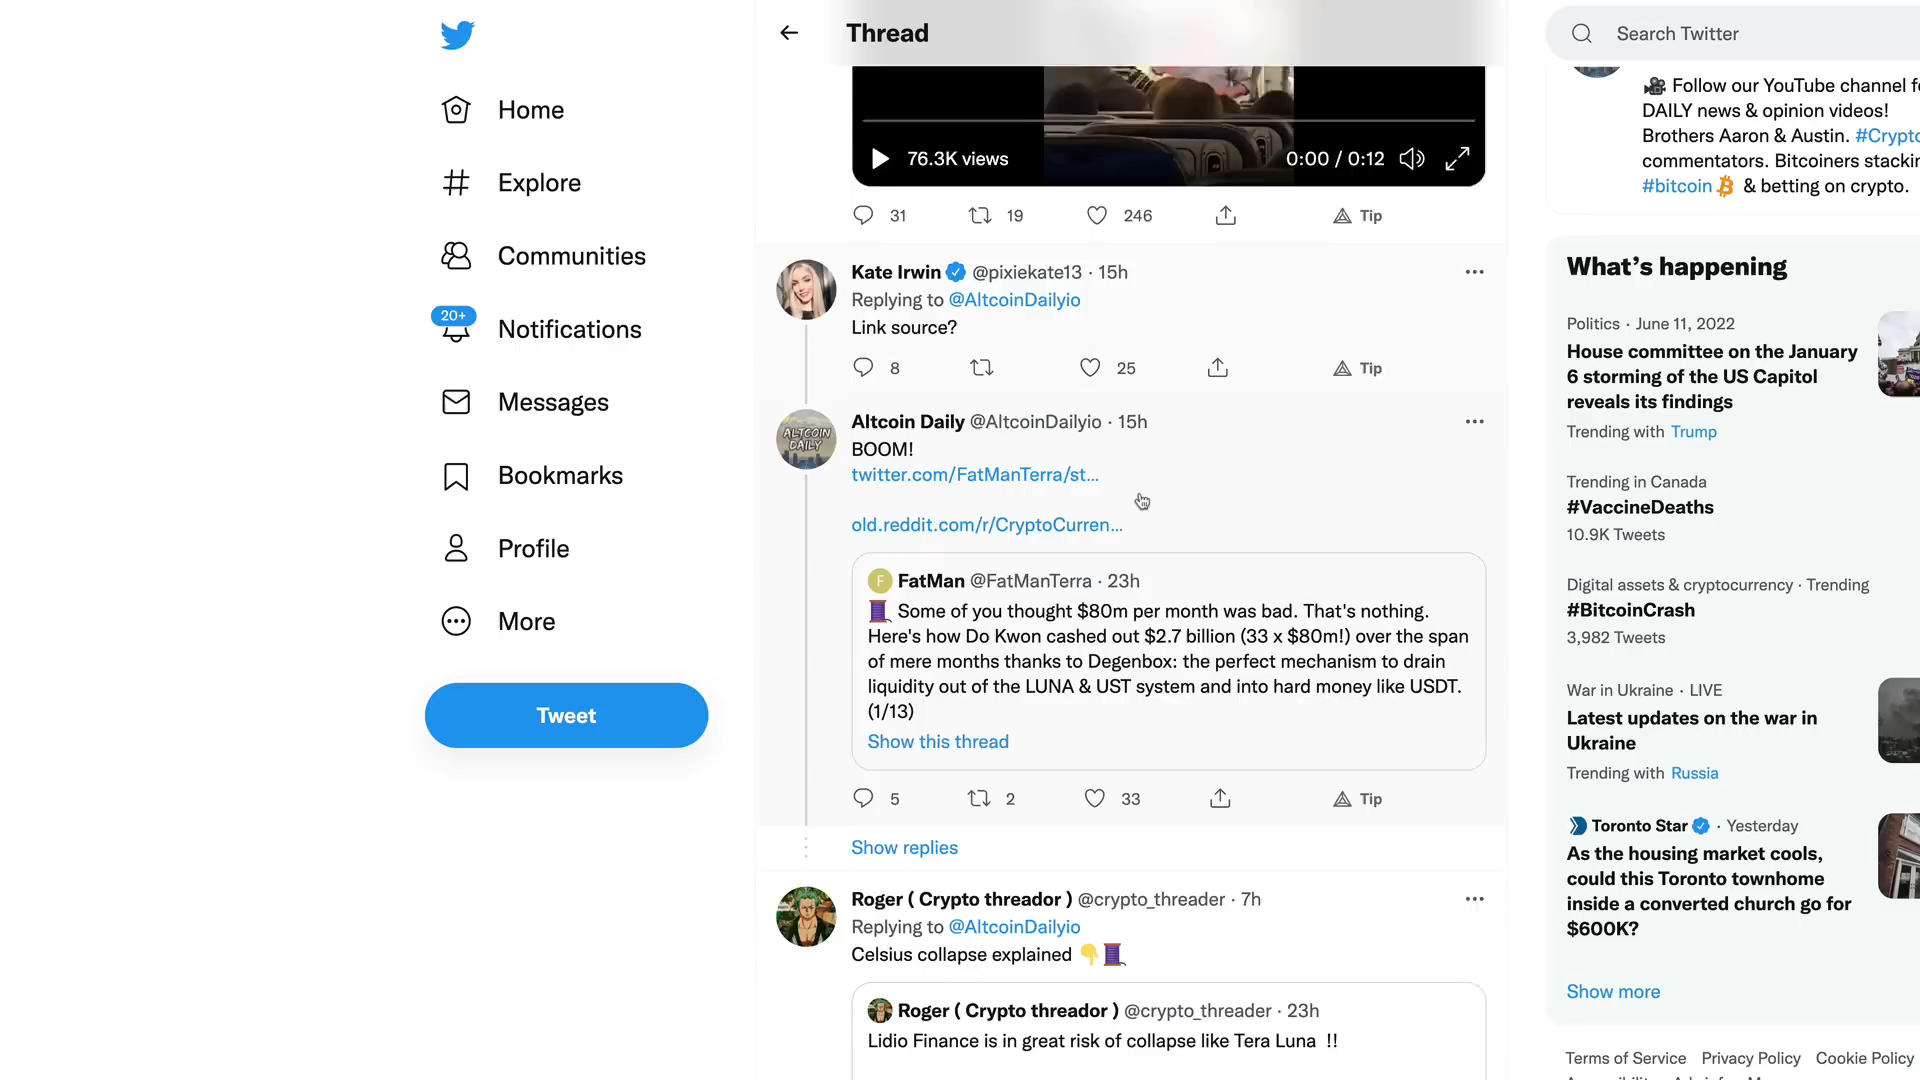 Home
Explore
Communities
20+
Notifications
Messages
Bookmarks
Profile
More
Tweet
Thread
76.3K views
0:00 / 0:12
31
19
246
Tip
Kate Irwin @pixiekate13 · 15h
Replying to @AltcoinDailyio
Link source?
8
25
Tip
ALTCOIN
DAILY
Altcoin Daily @AltcoinDailyio · 15h
BOOM!
twitter.com/FatManTerra/st...
old.reddit.com/r/CryptoCurren...
F FatMan @FatManTerra · 23h
🧵 Some of you thought $80m per month was bad. That's nothing.
Here's how Do Kwon cashed out $2.7 billion (33 x $80m!) over the span
of mere months thanks to Degenbox: the perfect mechanism to drain
liquidity out of the LUNA & UST system and into hard money like USDT.
(1/13)
Show this thread
5
2
33
Tip
Show replies
Roger ( Crypto threador ) @crypto_threader · 7h
Replying to @AltcoinDailyio
Celsius collapse explained 👇🧵
Roger ( Crypto threador ) @crypto_threader · 23h
Lidio Finance is in great risk of collapse like Tera Luna !!
Search Twitter
🎥 Follow our YouTube channel f
DAILY news & opinion videos!
Brothers Aaron & Austin. #Crypto
commentators. Bitcoiners stacki
#bitcoin & betting on crypto.
What's happening
Politics · June 11, 2022
House committee on the January
6 storming of the US Capitol
reveals its findings
Trending with Trump
Trending in Canada
#VaccineDeaths
10.9K Tweets
Digital assets & cryptocurrency · Trending
#BitcoinCrash
3,982 Tweets
War in Ukraine · LIVE
Latest updates on the war in
Ukraine
Trending with Russia
Toronto Star · Yesterday
As the housing market cools,
could this Toronto townhome
inside a converted church go for
$600K?
Show more
Terms of Service Privacy Policy Cookie Policy